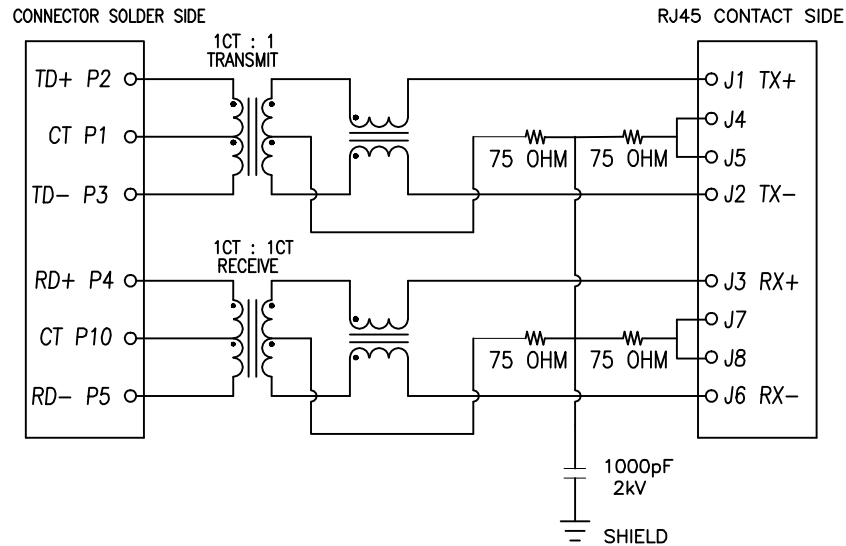 CONNECTOR SOLDER SIDE
RJ45 CONTACT SIDE
1CT : 1
TRANSMIT
TD+ P2
J1 TX+
J4
CT P1
75 OHM
75 OHM
J5
TD- P3
J2 TX-
1CT : 1CT
RECEIVE
RD+ P4
J3 RX+
J7
CT P10
75 OHM
75 OHM
J8
RD- P5
J6 RX-
1000pF
2kV
SHIELD